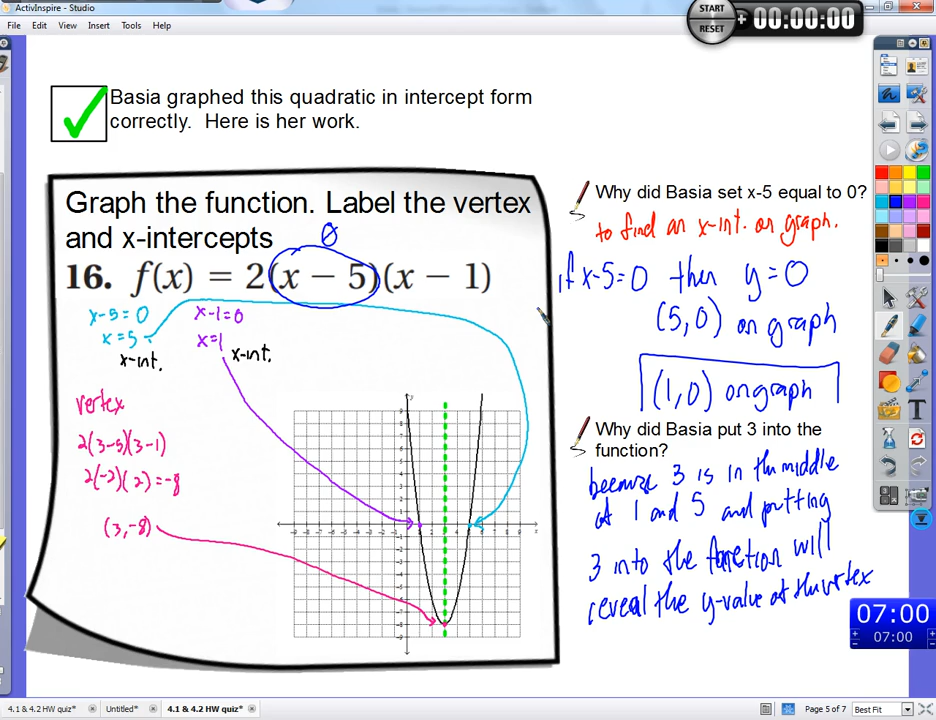 ActivInspire - Studio
File Edit View Insert Tools Help
START
RESET
00:00:00
Basia graphed this quadratic in intercept form
correctly. Here is her work.
Graph the function. Label the vertex
and x-intercepts
0
16. f(x) = 2(x − 5)(x − 1)
x-5=0
x=5
x-int.
x-1=0
x=1
x-int.
vertex
2(3-5)(3-1)
2(-2)(2)=-8
(3,-8)
Why did Basia set x-5 equal to 0?
to find an x-int. on graph.
if x-5=0 then y=0
(5,0) on graph
(1,0) on graph
Why did Basia put 3 into the
function?
because 3 is in the middle
of 1 and 5 and putting
3 into the function will
reveal the y-value of the vertex
07:00
07:00
4.1 & 4.2 HW quiz* Untitled* 4.1 & 4.2 HW quiz*
Page 5 of 7 Best Fit